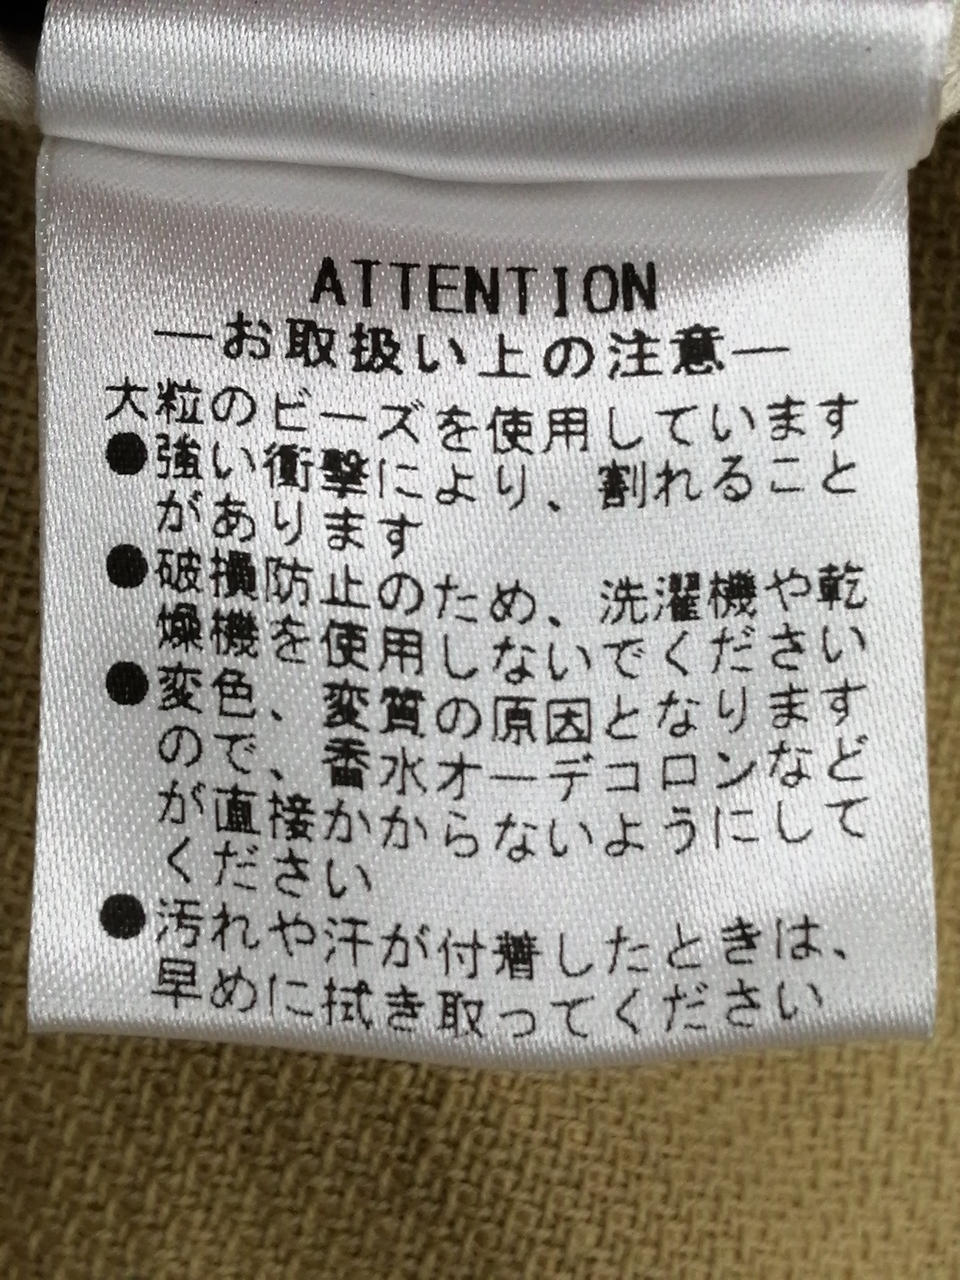 ATTENTION
―お取扱い上の注意―
大粒のビーズを使用しています
●強い衝撃により、割れること
があります
●破損防止のため、洗濯機や乾
燥機を使用しないでください
●変色、変質の原因となります
ので、香水オーデコロンなど
が直接かからないようにして
ください
●汚れや汗が付着したときは、
早めに拭き取ってください